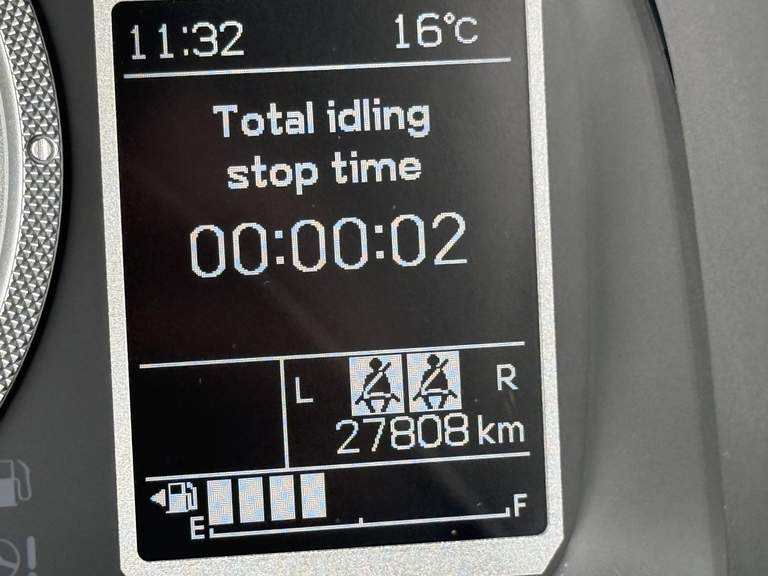 11:32 16°C
Total idling
stop time
00:00:02
L R
27808 km
E F